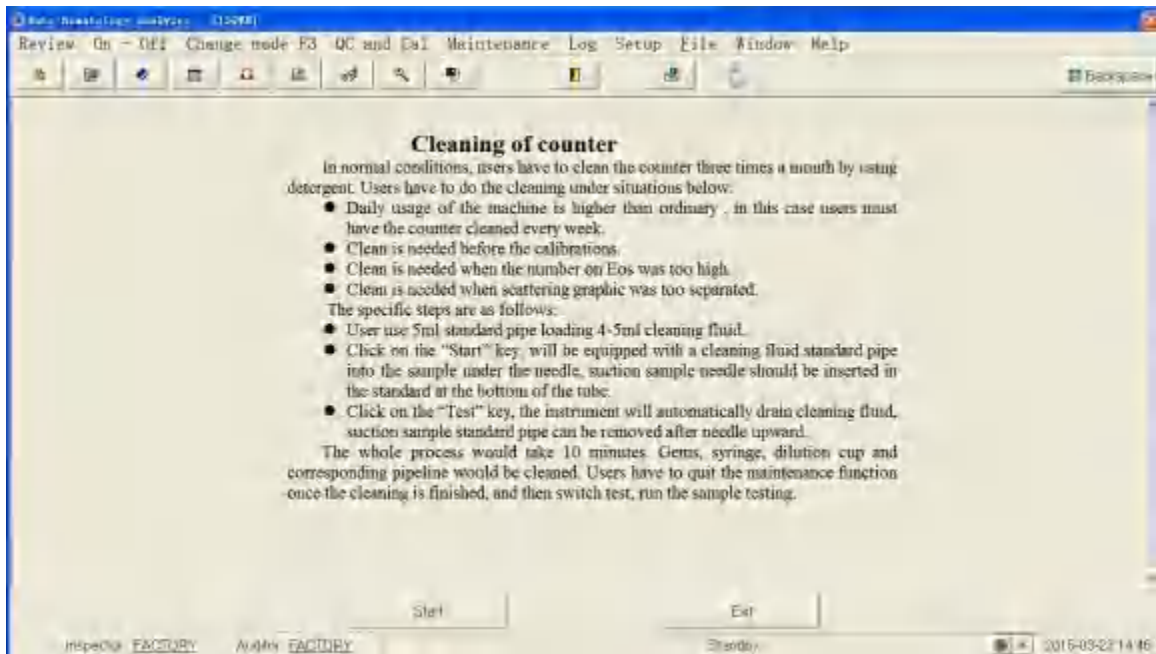 Auto Hematology Analyzer
Review On - Off Change mode F3 QC and Cal Maintenance Log Setup File Window Help
Backspace
Cleaning of counter
In normal conditions, users have to clean the counter three times a month by using
detergent. Users have to do the cleaning under situations below:
● Daily usage of the machine is higher than ordinary , in this case users must
have the counter cleaned every week.
● Clean is needed before the calibrations.
● Clean is needed when the number on Eos was too high.
● Clean is needed when scattering graphic was too separated.
The specific steps are as follows:
● User use 5ml standard pipe loading 4-5ml cleaning fluid.
● Click on the “Start” key, will be equipped with a cleaning fluid standard pipe
into the sample under the needle, suction sample needle should be inserted in
the standard at the bottom of the tube.
● Click on the “Test” key, the instrument will automatically drain cleaning fluid,
suction sample standard pipe can be removed after needle upward.
The whole process would take 10 minutes. Gems, syringe, dilution cup and
corresponding pipeline would be cleaned. Users have to quit the maintenance function
once the cleaning is finished, and then switch test, run the sample testing.
Start Exit
Inspector FACTORY Auditor FACTORY Standby 2015-03-22 14:46